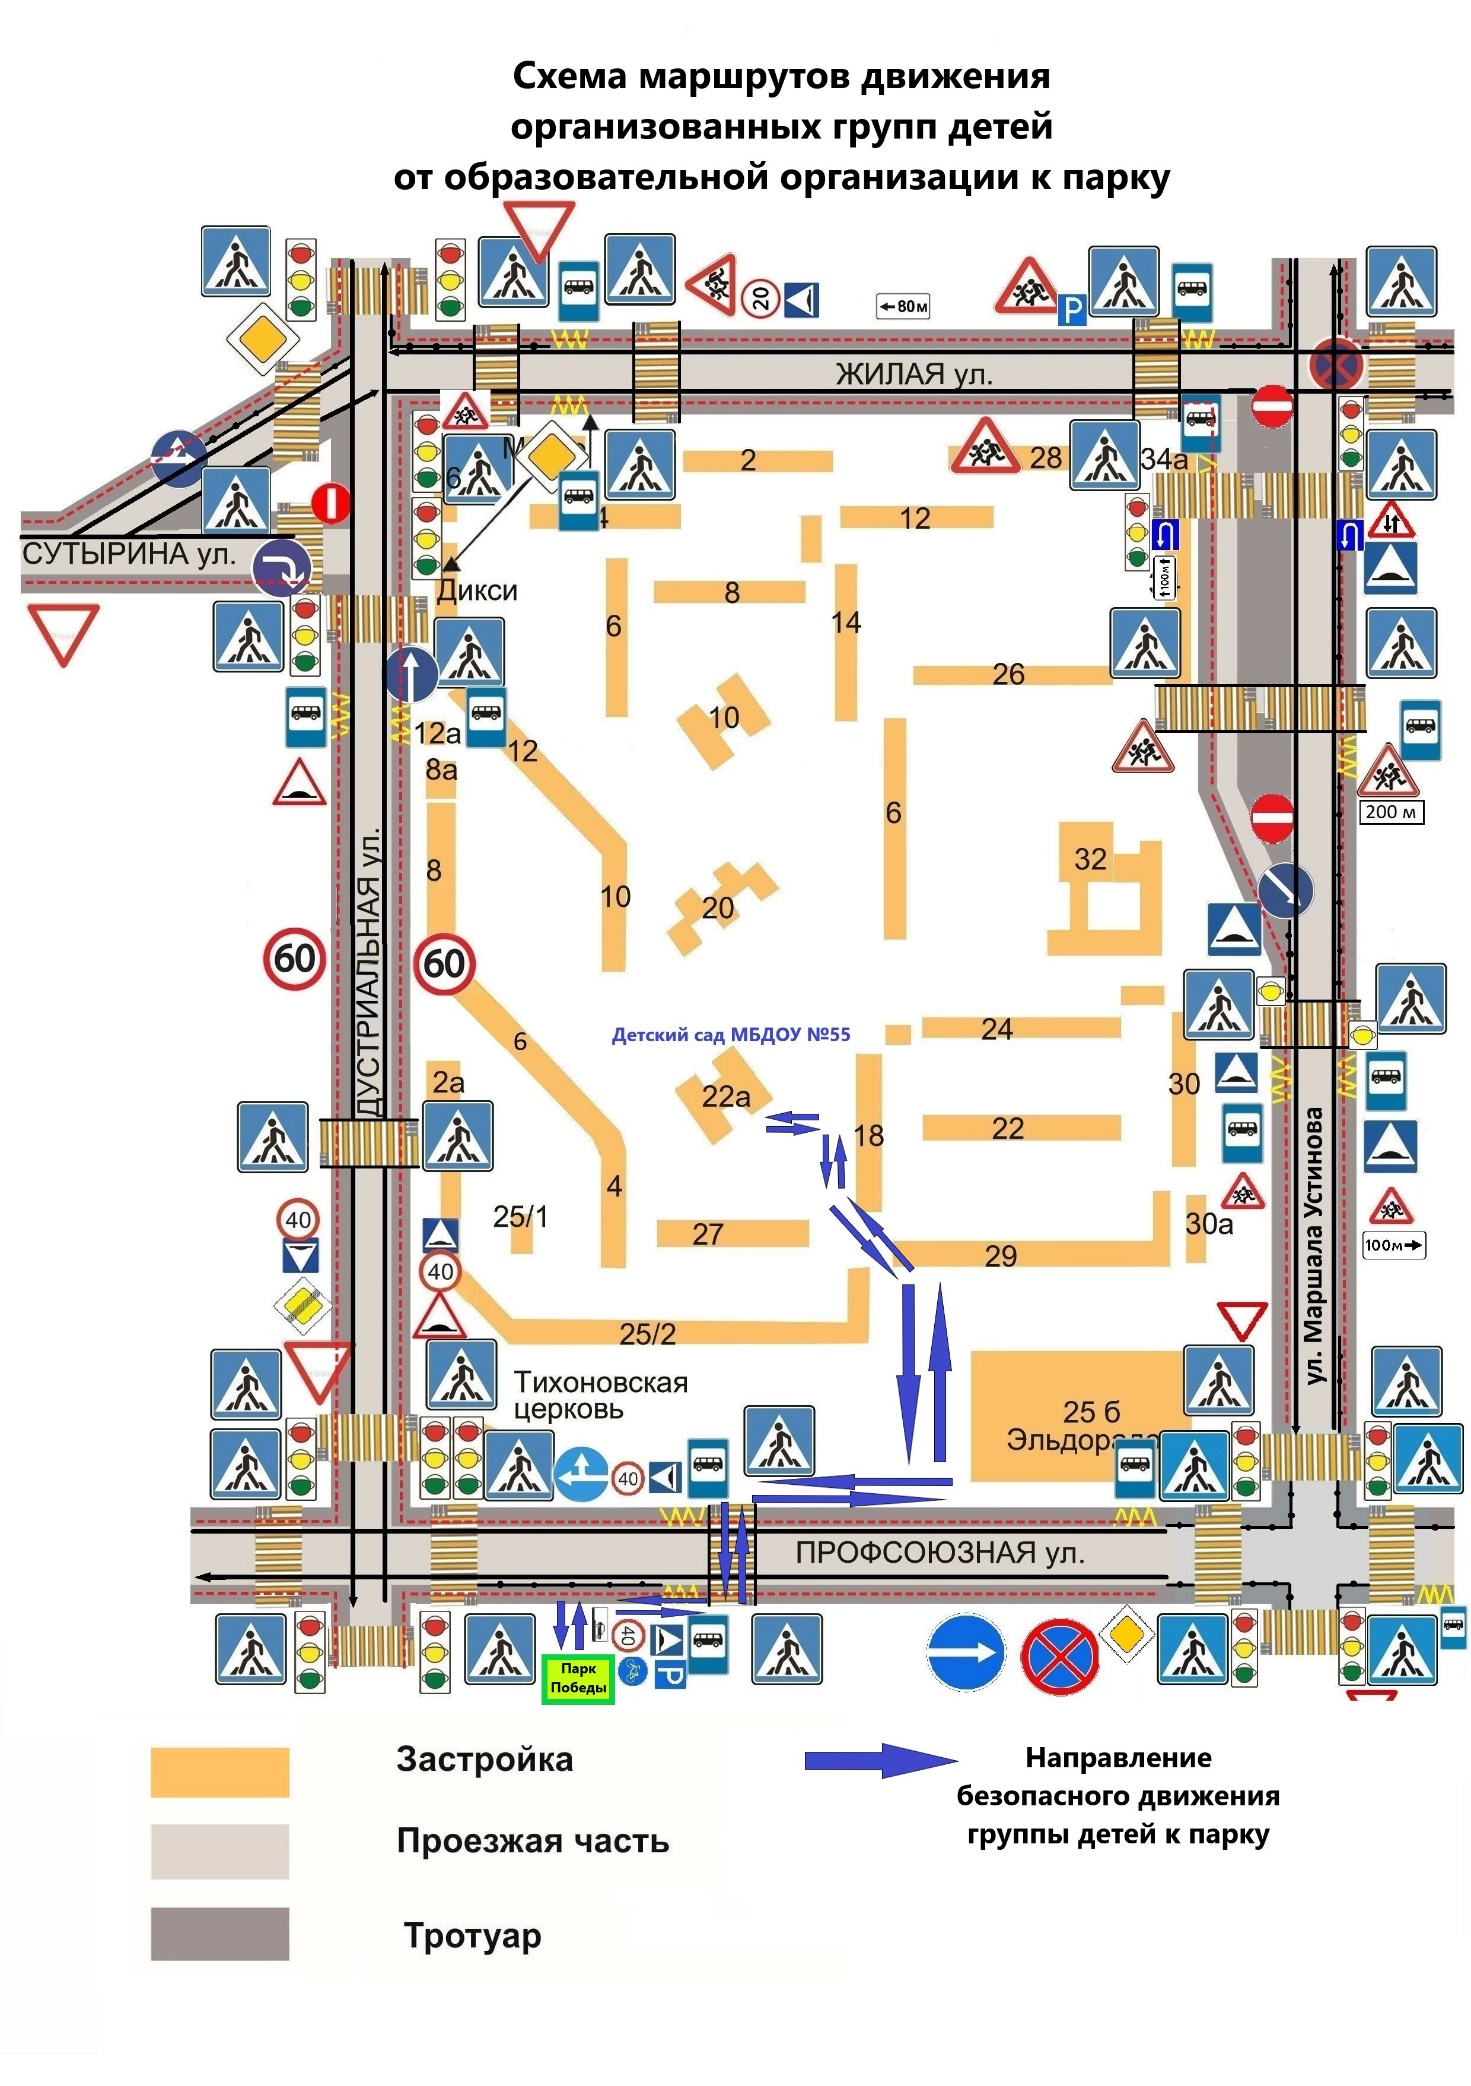 Схема маршрутов движения
организованных групп детей
от образовательной организации к парку
20
←80м
P
ЖИЛАЯ ул.
2
28
34а
6
4
12
СУТЫРИНА ул.
Дикси
100м
8
6
14
26
12а
12
10
8а
200 м
6
8
32
10
20
ДУСТРИАЛЬНАЯ ул.
60
60
Детский сад МБДОУ №55
24
6
2а
22а
30
18
22
ул. Маршала Устинова
4
25/1
27
30а
40
29
100м→
40
25/2
Тихоновская
церковь
25 б
Эльдорадо
40
ПРОФСОЮЗНАЯ ул.
40
P
Парк
Победы
Застройка
Проезжая часть
Тротуар
Направление
безопасного движения
группы детей к парку